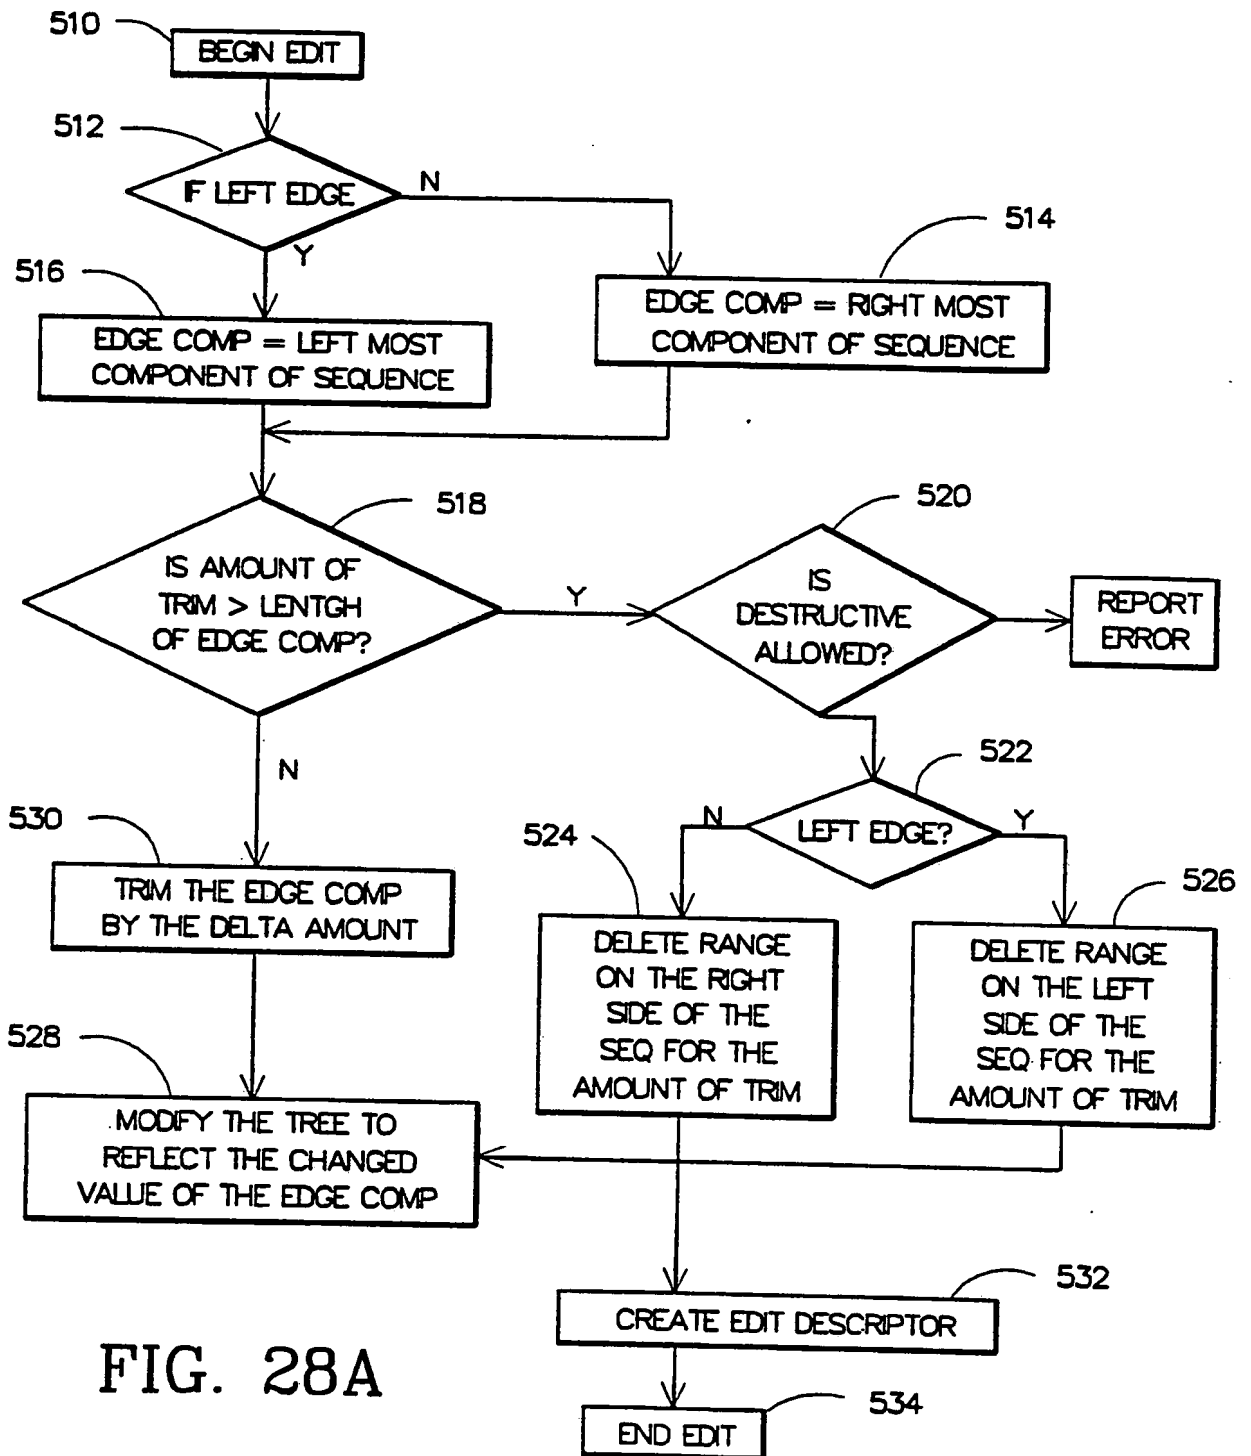 510
BEGIN EDIT
512
IF LEFT EDGE
N
Y
514
516
EDGE COMP = RIGHT MOST
COMPONENT OF SEQUENCE
EDGE COMP = LEFT MOST
COMPONENT OF SEQUENCE
518
520
IS AMOUNT OF
TRIM > LENTGH
OF EDGE COMP?
Y
IS
DESTRUCTIVE
ALLOWED?
REPORT
ERROR
N
522
LEFT EDGE?
N
Y
530
524
526
TRIM THE EDGE COMP
BY THE DELTA AMOUNT
DELETE RANGE
ON THE RIGHT
SIDE OF THE
SEQ FOR THE
AMOUNT OF TRIM
DELETE RANGE
ON THE LEFT
SIDE OF THE
SEQ FOR THE
AMOUNT OF TRIM
528
MODIFY THE TREE TO
REFLECT THE CHANGED
VALUE OF THE EDGE COMP
532
CREATE EDIT DESCRIPTOR
FIG. 28A
534
END EDIT